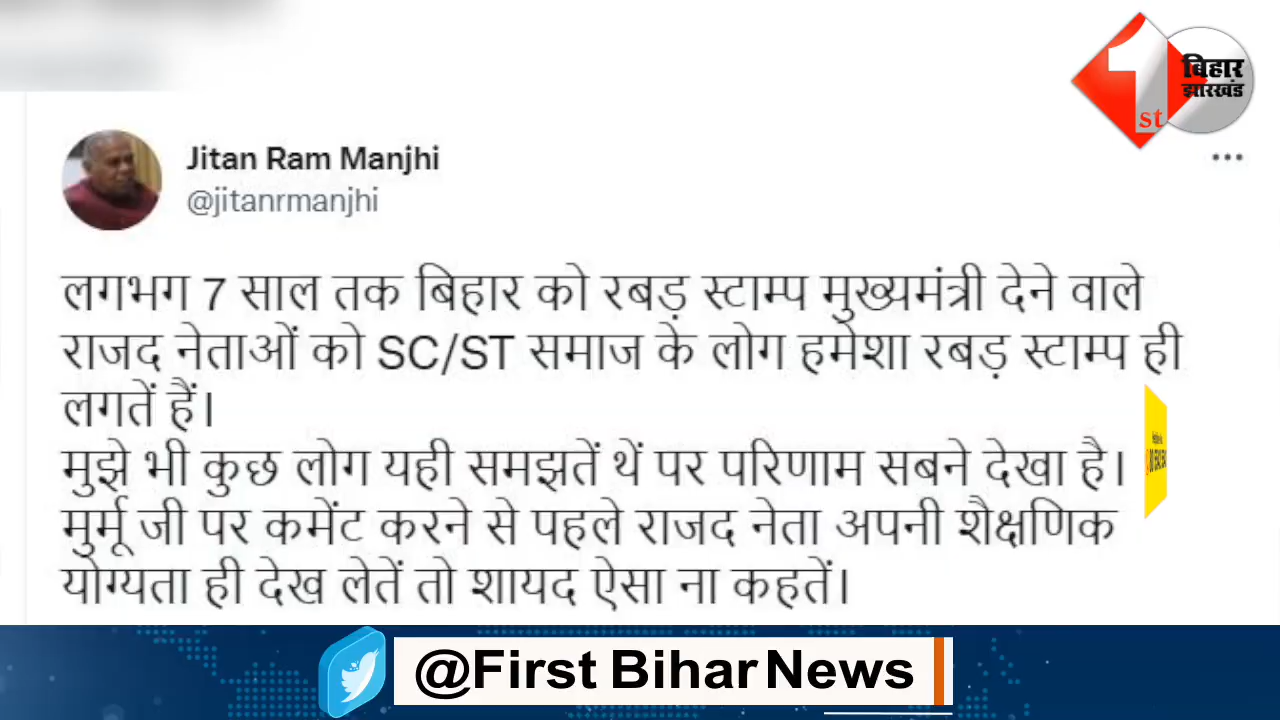 1st
बिहार
झारखंड
Jitan Ram Manjhi
@jitanrmanjhi
लगभग 7 साल तक बिहार को रबड़ स्टाम्प मुख्यमंत्री देने वाले
राजद नेताओं को SC/ST समाज के लोग हमेशा रबड़ स्टाम्प ही
लगतें हैं।
मुझे भी कुछ लोग यही समझतें थें पर परिणाम सबने देखा है।
मुर्मू जी पर कमेंट करने से पहले राजद नेता अपनी शैक्षणिक
योग्यता ही देख लेतें तो शायद ऐसा ना कहतें।
@First Bihar News